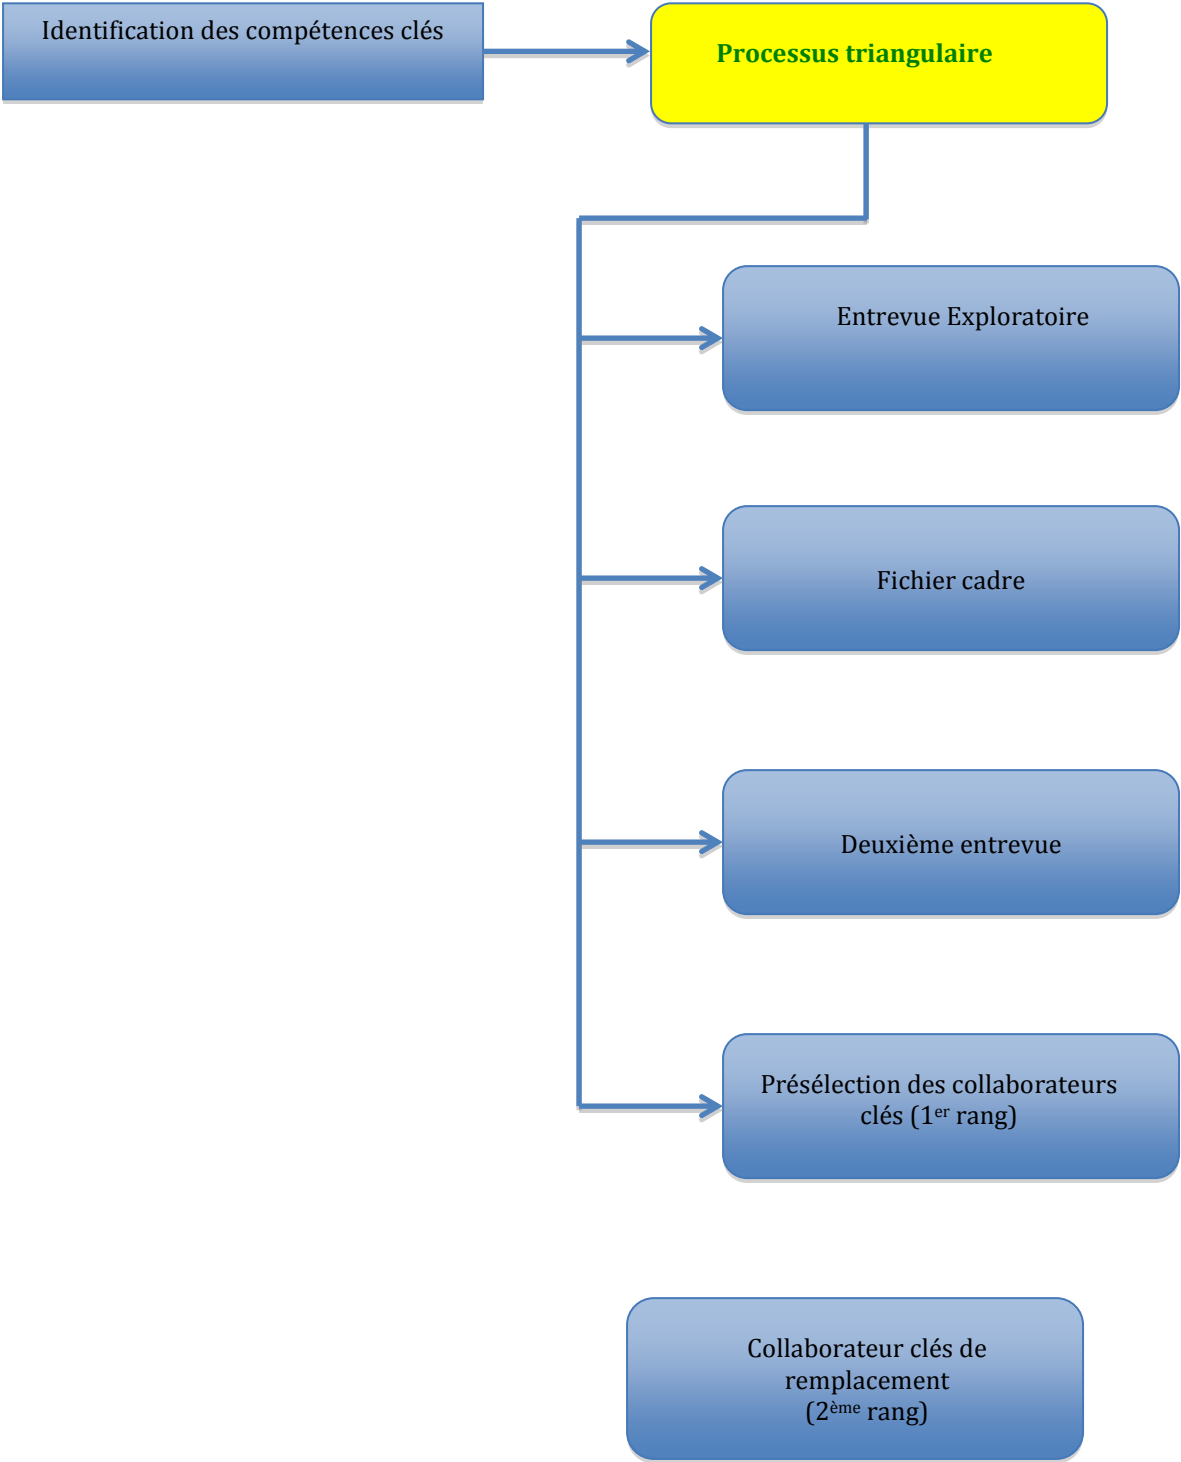 Identification des compétences clés
Processus triangulaire
Entrevue Exploratoire
Fichier cadre
Deuxième entrevue
Présélection des collaborateurs
clés (1er rang)
Collaborateur clés de
remplacement
(2ème rang)